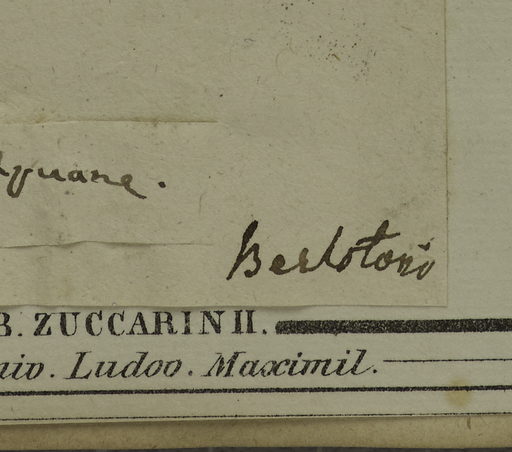 Bertoloni
B. ZUCCARINII.
Ludov. Maximil.